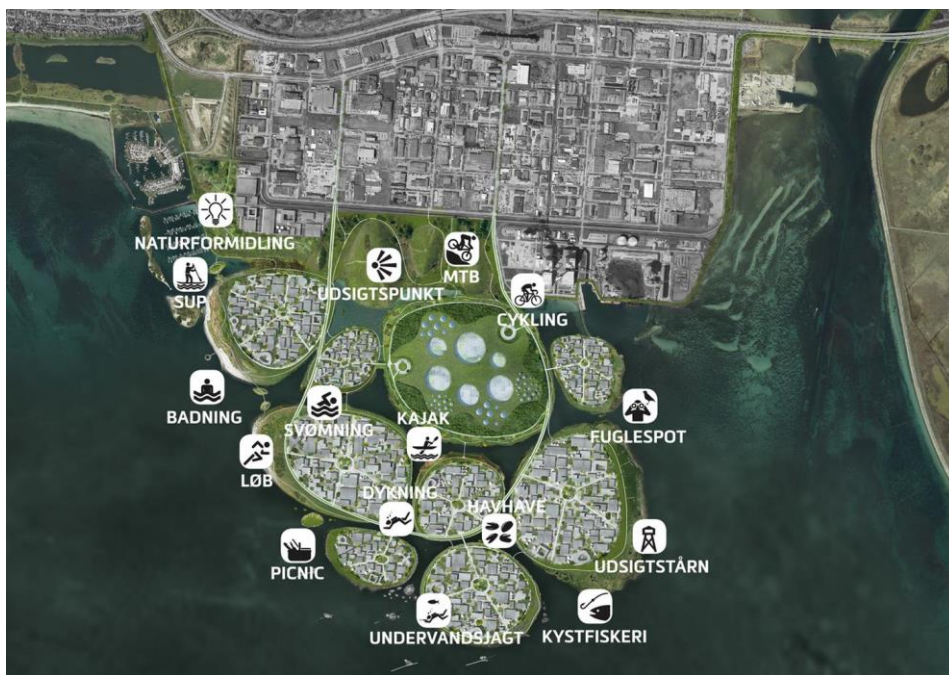 NATURFORMIDLING
SUP
UDSIGTSPUNKT
MTB
CYKLING
BADNING
SVØMNING
KAJAK
FUGLESPOT
LØB
DYKNING
HAVHAVE
PICNIC
UDSIGTSTÅRN
UNDERVANDSJAGT
KYSTFISKERI